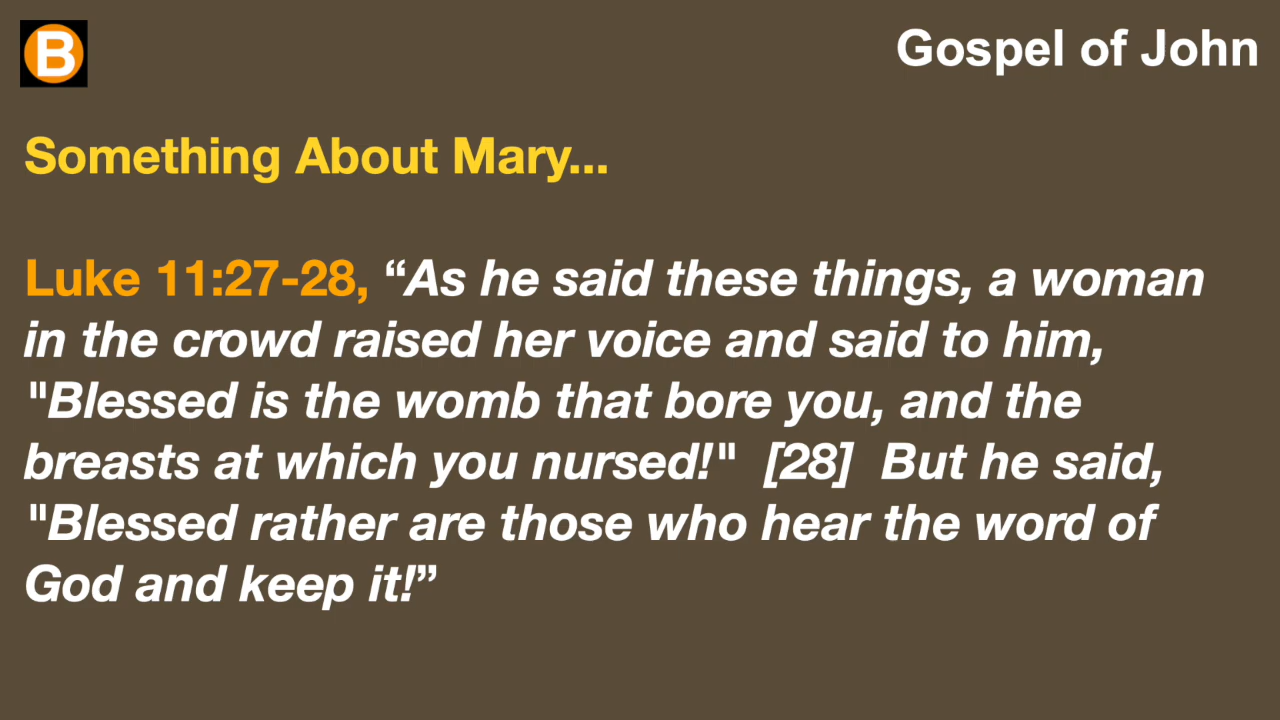 B
Gospel of John
Something About Mary...
Luke 11:27-28, “As he said these things, a woman
in the crowd raised her voice and said to him,
"Blessed is the womb that bore you, and the
breasts at which you nursed!"  [28]  But he said,
"Blessed rather are those who hear the word of
God and keep it!”